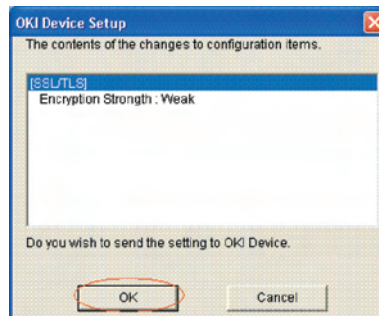 OKI Device Setup
The contents of the changes to configuration items.
[SSL/TLS]
Encryption Strength : Weak
Do you wish to send the setting to OKI Device.
OK
Cancel